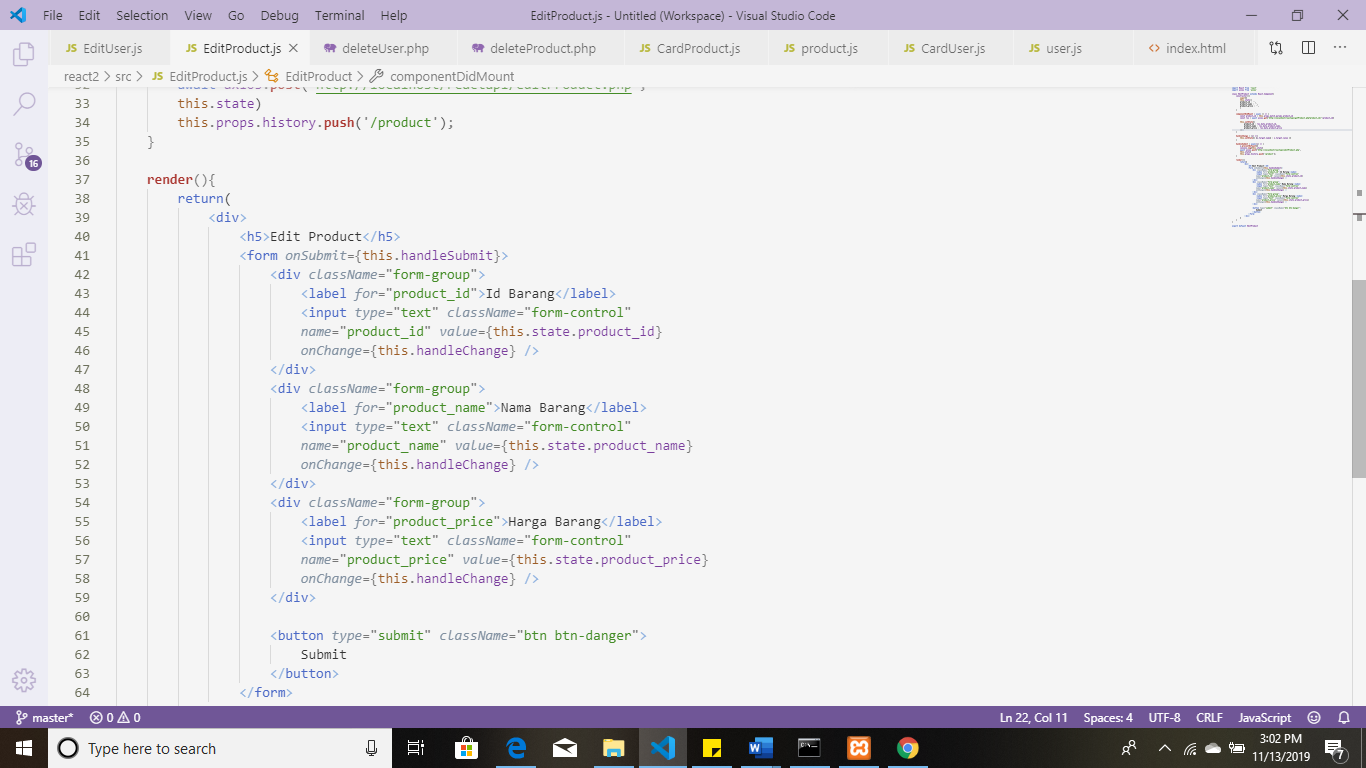 File Edit Selection View Go Debug Terminal Help EditProduct.js - Untitled (Workspace) - Visual Studio Code
JS EditUser.js JS EditProduct.js deleteUser.php deleteProduct.php JS CardProduct.js JS product.js JS CardUser.js JS user.js <> index.html ...
react2 > src > JS EditProduct.js > EditProduct > componentDidMount
33 this.state)
34 this.props.history.push('/product');
35 }
36
37 render(){
38 return(
39 <div>
40 <h5>Edit Product</h5>
41 <form onSubmit={this.handleSubmit}>
42 <div className="form-group">
43 <label for="product_id">Id Barang</label>
44 <input type="text" className="form-control"
45 name="product_id" value={this.state.product_id}
46 onChange={this.handleChange} />
47 </div>
48 <div className="form-group">
49 <label for="product_name">Nama Barang</label>
50 <input type="text" className="form-control"
51 name="product_name" value={this.state.product_name}
52 onChange={this.handleChange} />
53 </div>
54 <div className="form-group">
55 <label for="product_price">Harga Barang</label>
56 <input type="text" className="form-control"
57 name="product_price" value={this.state.product_price}
58 onChange={this.handleChange} />
59 </div>
60
61 <button type="submit" className="btn btn-danger">
62 Submit
63 </button>
64 </form>
16
master* 0 0 Ln 22, Col 11 Spaces: 4 UTF-8 CRLF JavaScript
Type here to search 3:02 PM
11/13/2019 7